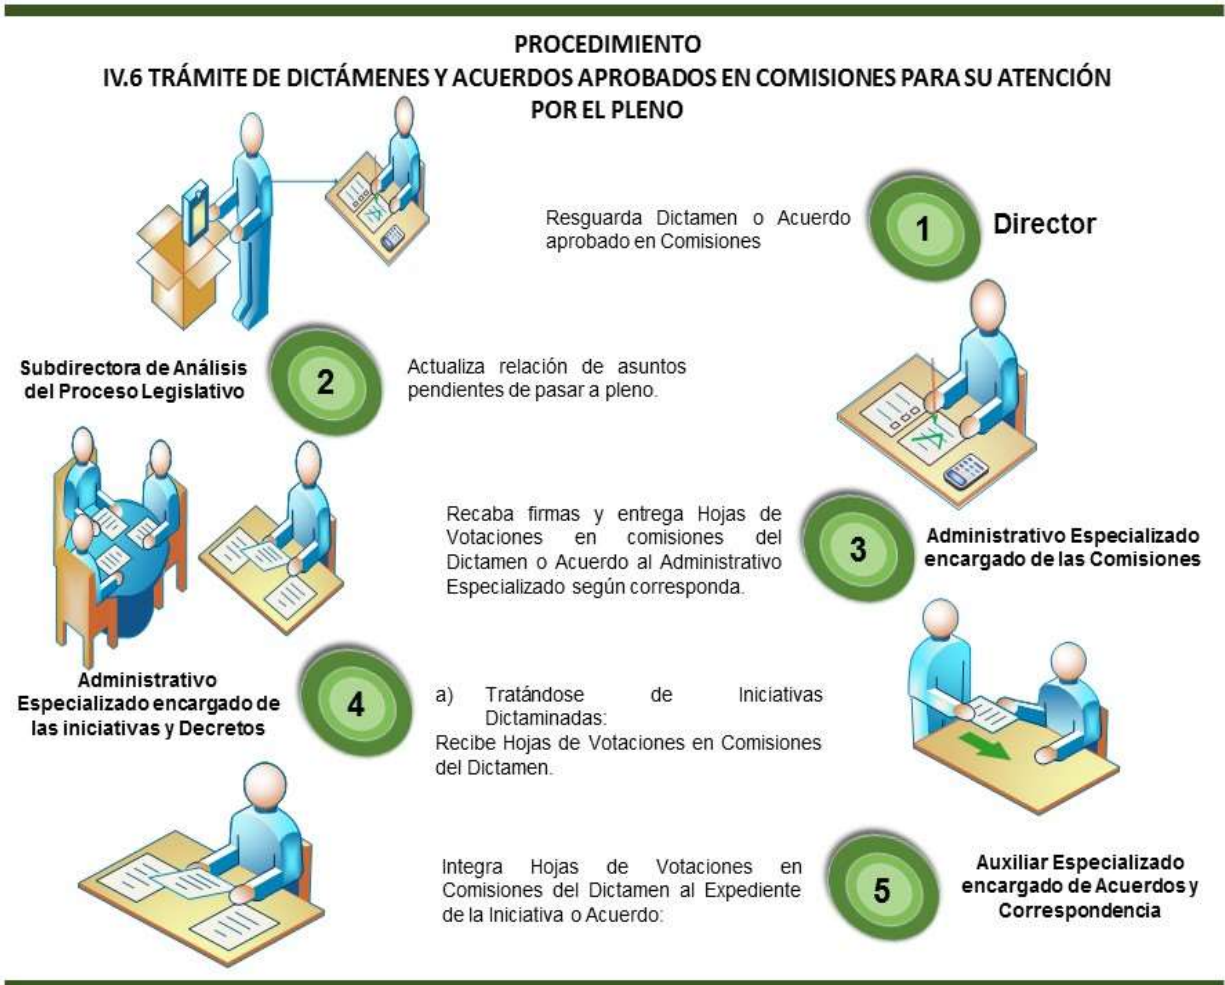 PROCEDIMIENTO
IV.6 TRÁMITE DE DICTÁMENES Y ACUERDOS APROBADOS EN COMISIONES PARA SU ATENCIÓN
POR EL PLENO
Resguarda Dictamen o Acuerdo
aprobado en Comisiones
1
Director
Subdirectora de Análisis
del Proceso Legislativo
2
Actualiza relación de asuntos
pendientes de pasar a pleno.
Recaba firmas y entrega Hojas de
Votaciones en comisiones del
Dictamen o Acuerdo al Administrativo
Especializado según corresponda.
3
Administrativo Especializado
encargado de las Comisiones
Administrativo
Especializado encargado de
las iniciativas y Decretos
4
a) Tratándose de Iniciativas
Dictaminadas:
Recibe Hojas de Votaciones en Comisiones
del Dictamen.
Integra Hojas de Votaciones en
Comisiones del Dictamen al Expediente
de la Iniciativa o Acuerdo:
5
Auxiliar Especializado
encargado de Acuerdos y
Correspondencia